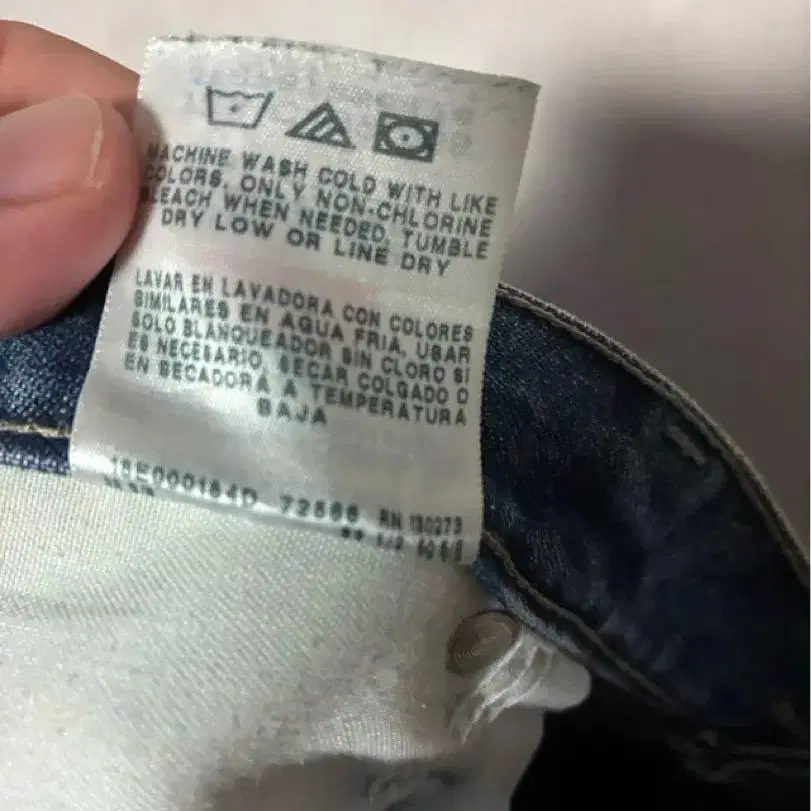 MACHINE WASH COLD WITH LIKE
COLORS, ONLY NON-CHLORINE
BLEACH WHEN NEEDED, TUMBLE
DRY LOW OR LINE DRY
LAVAR EN LAVADORA CON COLORES
SIMILARES EN AGUA FRIA, USAR
SOLO BLANQUEADOR SIN CLORO SI
ES NECESARIO, SECAR COLGADO O
EN SECADORA A TEMPERATURA
BAJA
RN 130273